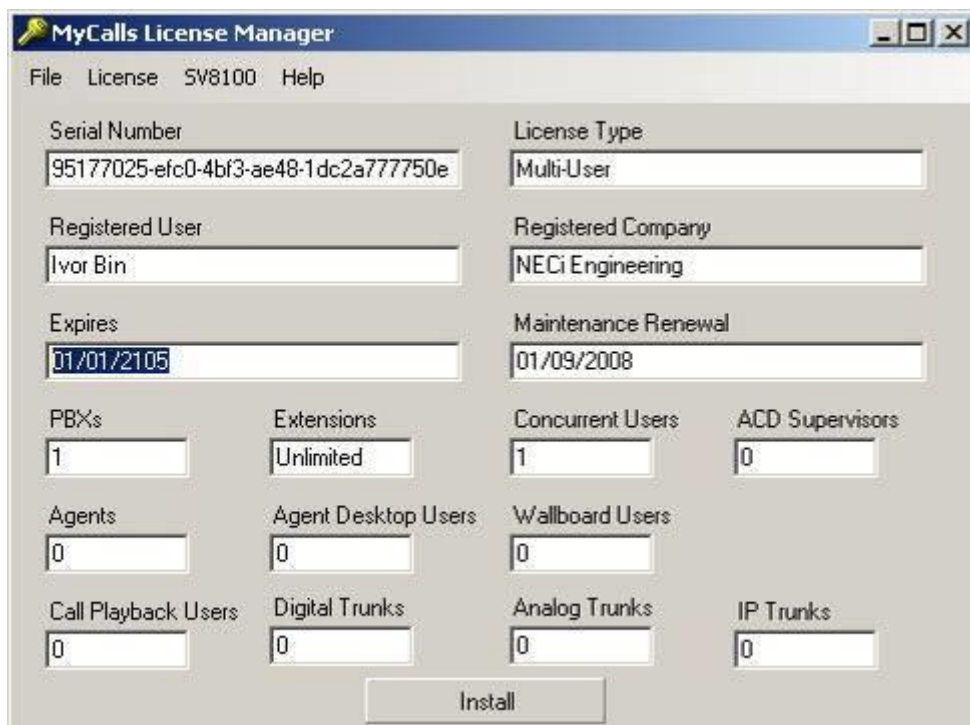 MyCalls License Manager
File License SV8100 Help
Serial Number License Type
95177025-efc0-4bf3-ae48-1dc2a777750e Multi-User
Registered User Registered Company
Ivor Bin NECi Engineering
Expires Maintenance Renewal
01/01/2105 01/09/2008
PBXs Extensions Concurrent Users ACD Supervisors
1 Unlimited 1 0
Agents Agent Desktop Users Wallboard Users
0 0 0
Call Playback Users Digital Trunks Analog Trunks IP Trunks
0 0 0 0
Install